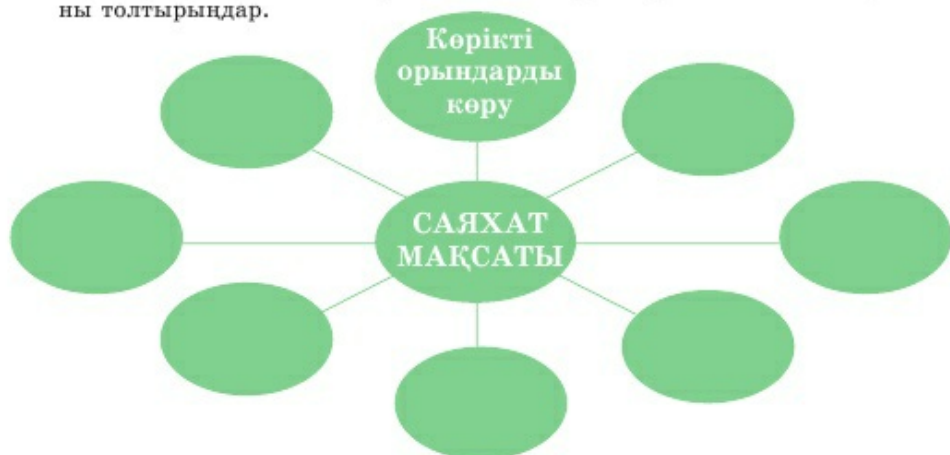 ны толтырыңдар.
Көрікті
орындарды
көру
САЯХАТ
МАҚСАТЫ